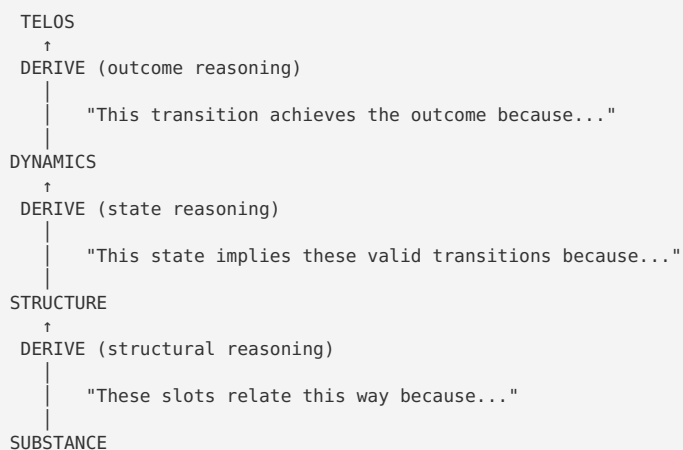 TELOS
↑
DERIVE (outcome reasoning)
│
│ "This transition achieves the outcome because..."
│
DYNAMICS
↑
DERIVE (state reasoning)
│
│ "This state implies these valid transitions because..."
│
STRUCTURE
↑
DERIVE (structural reasoning)
│
│ "These slots relate this way because..."
│
SUBSTANCE